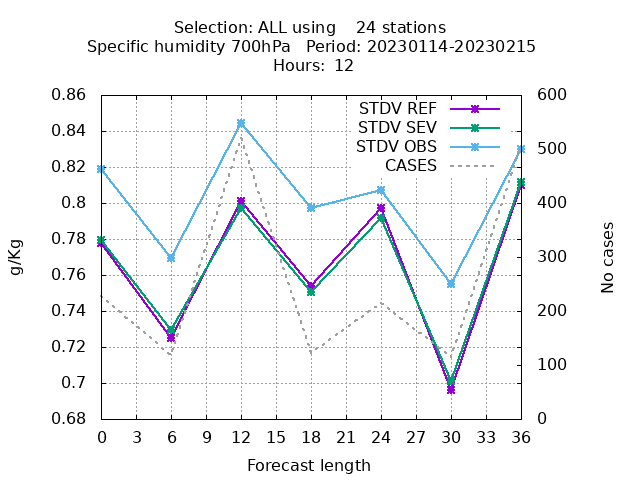 Selection: ALL using    24 stations
Specific humidity 700hPa   Period: 20230114-20230215
Hours: 12
STDV REF
STDV SEV
STDV OBS
CASES
0.86
0.84
0.82
0.8
0.78
0.76
0.74
0.72
0.7
0.68
g/Kg
600
500
400
300
200
100
0
No cases
0 3 6 9 12 15 18 21 24 27 30 33 36
Forecast length